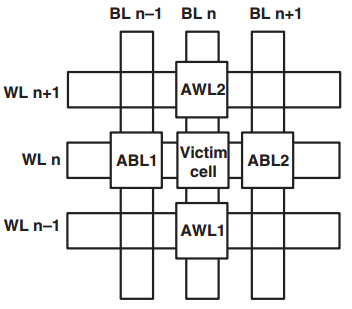 BL n–1 BL n BL n+1
WL n+1
AWL2
WL n
ABL1
Victim
cell
ABL2
WL n–1
AWL1